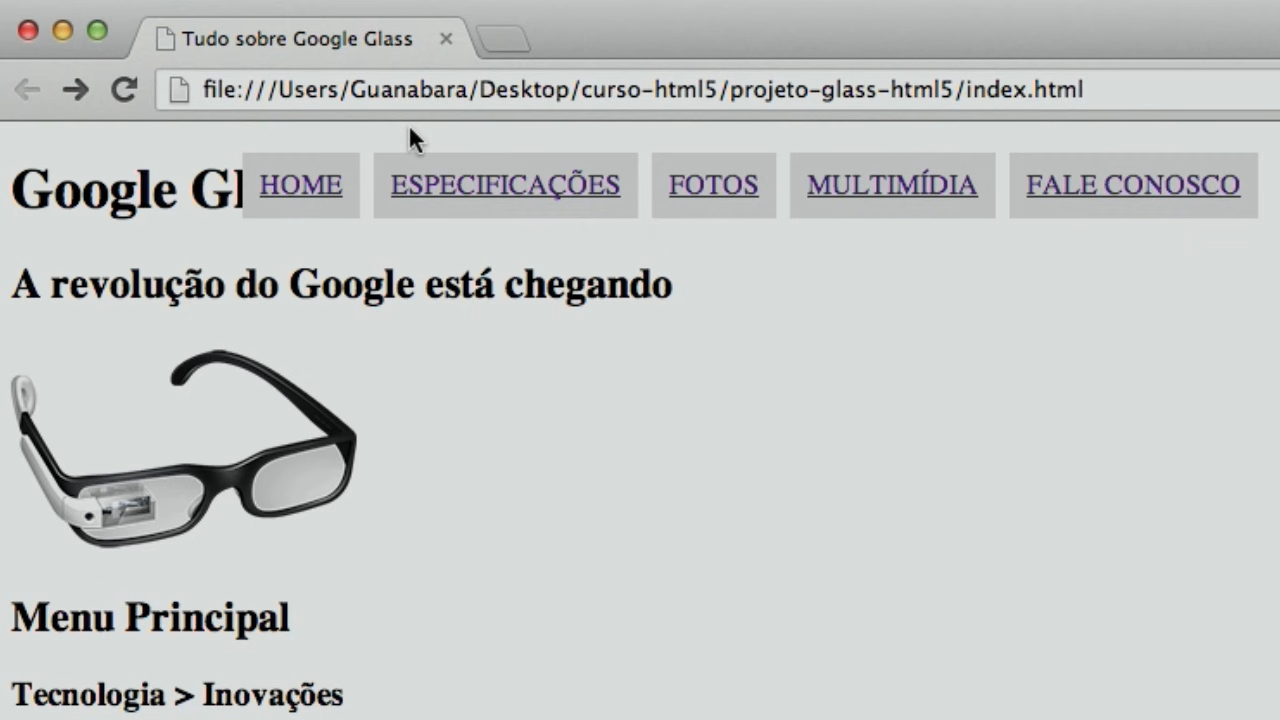 Tudo sobre Google Glass
file:///Users/Guanabara/Desktop/curso-html5/projeto-glass-html5/index.html
Google Gl HOME ESPECIFICAÇÕES FOTOS MULTIMÍDIA FALE CONOSCO
A revolução do Google está chegando
Menu Principal
Tecnologia > Inovações